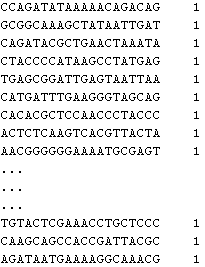 CCAGATATAAAAACAGACAG 1
GCGGCAAAGCTATAATTGAT 1
CAGATACGCTGAACTAAATA 1
CTACCCCATAAGCCTATGAG 1
TGAGCGGATTGAGTAATTAA 1
CATGATTTGAAGGGTAGCAG 1
CACACGCTCCAACCCTACCC 1
ACTCTCAAGTCACGTTACTA 1
AACGGGGGGAAAATGCGAGT 1
...
...
...
TGTACTCGAAACCTGCTCCC 1
CAAGCAGCCACCGATTACGC 1
AGATAATGAAAAGGCAAACG 1